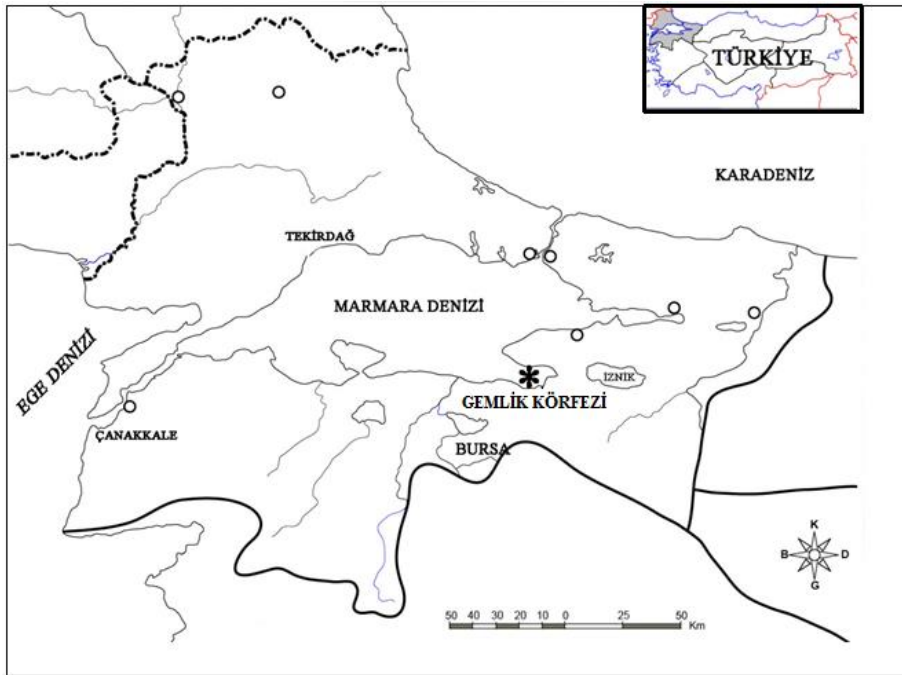 TÜRKİYE
KARADENİZ
TEKİRDAĞ
MARMARA DENİZİ
EGE DENİZİ
İZNİK
GEMLİK KÖRFEZİ
ÇANAKKALE
BURSA
K
B D
G
50 40 30 20 10 0 25 50
Km